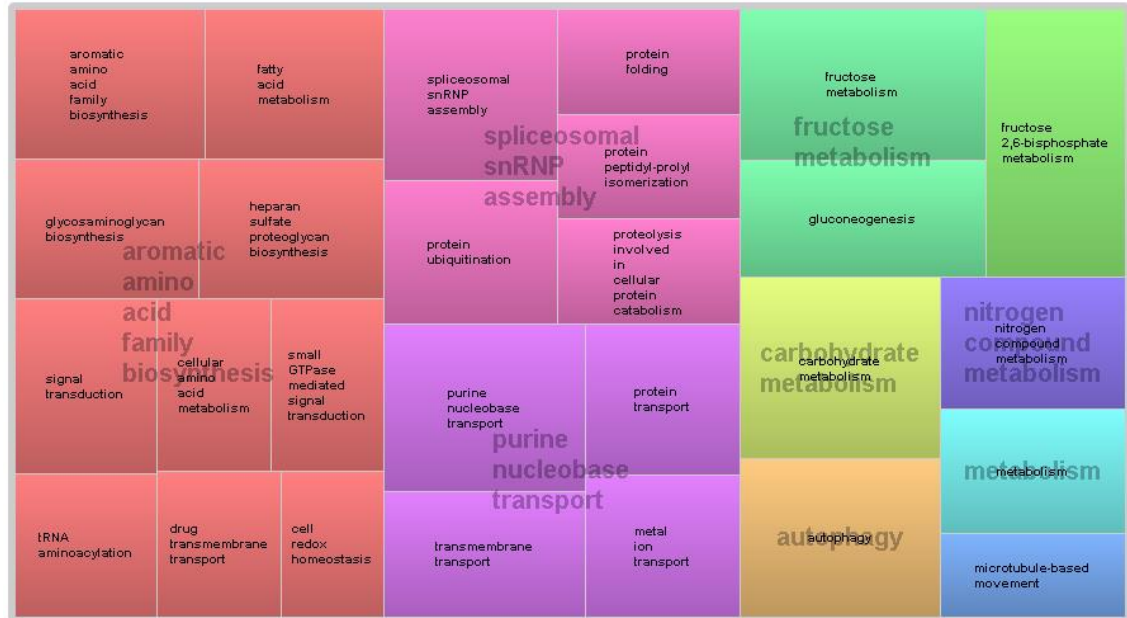 aromatic
amino
acid
family
biosynthesis
fatty
acid
metabolism
glycosaminoglycan
biosynthesis
heparan
sulfate
proteoglycan
biosynthesis
aromatic
amino
acid
family
biosynthesis
signal
transduction
cellular
amino
acid
metabolism
small
GTPase
mediated
signal
transduction
tRNA
aminoacylation
drug
transmembrane
transport
cell
redox
homeostasis
spliceosomal
snRNP
assembly
protein
folding
spliceosomal
snRNP
assembly
protein
peptidyl-prolyl
isomerization
protein
ubiquitination
proteolysis
involved
in
cellular
protein
catabolism
purine
nucleobase
transport
protein
transport
purine
nucleobase
transport
transmembrane
transport
metal
ion
transport
fructose
metabolism
fructose
metabolism
gluconeogenesis
fructose
2,6-bisphosphate
metabolism
carbohydrate
metabolism
carbohydrate
metabolism
nitrogen
compound
metabolism
nitrogen
compound
metabolism
metabolism
metabolism
autophagy
autophagy
microtubule-based
movement